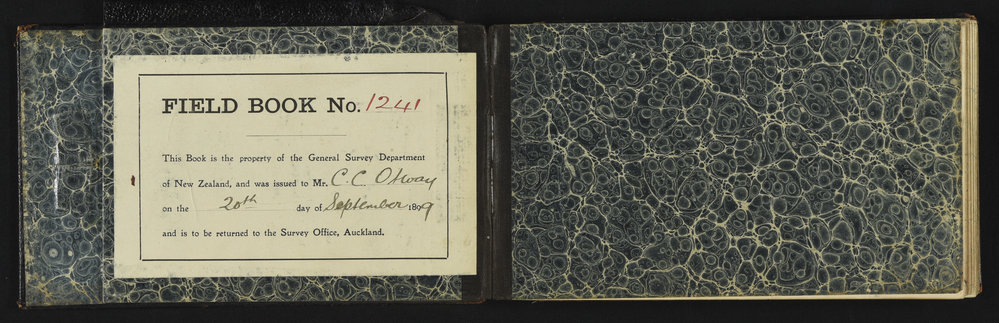 FIELD BOOK No. 1241
This Book is the property of the General Survey Department
of New Zealand, and was issued to Mr. C. C. Otway
on the 20th day of September 1899
and is to be returned to the Survey Office, Auckland.